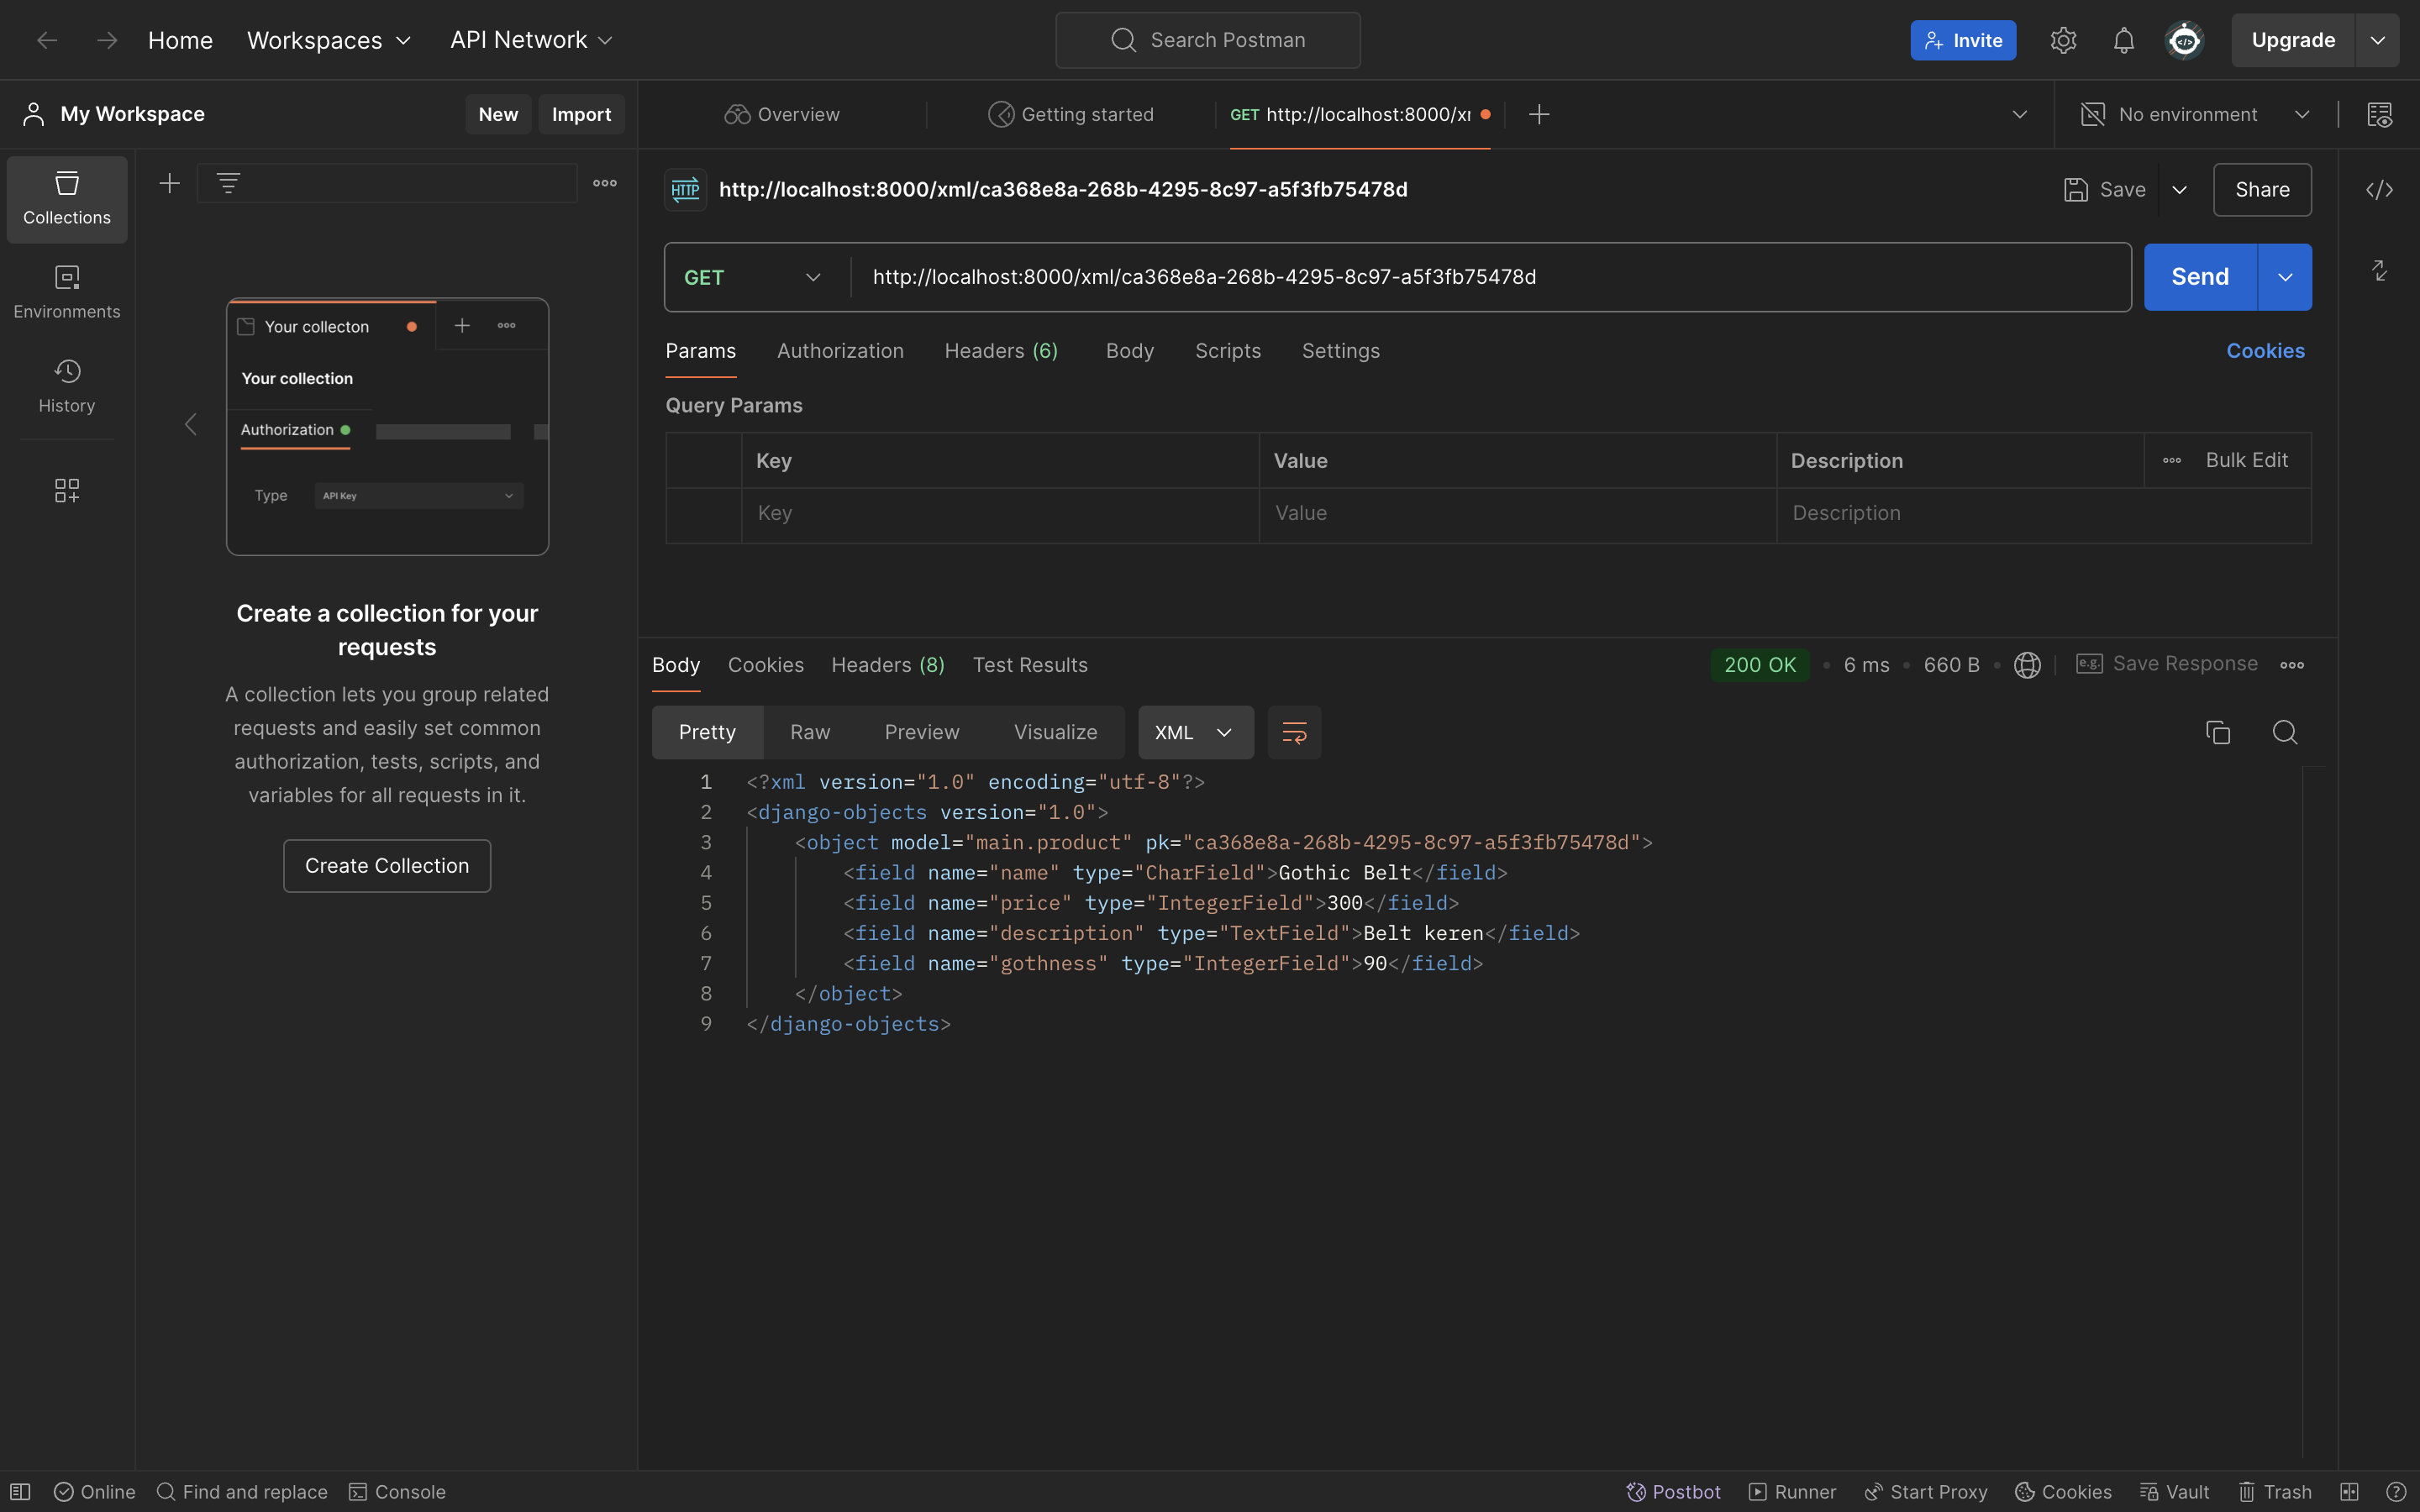 Home Workspaces API Network Search Postman Invite Upgrade
My Workspace New Import Overview Getting started GET http://localhost:8000/xr No environment
Collections
Environments
History
Your collecton
Your collection
Authorization
Type API Key
Create a collection for your
requests
A collection lets you group related
requests and easily set common
authorization, tests, scripts, and
variables for all requests in it.
Create Collection
HTTP http://localhost:8000/xml/ca368e8a-268b-4295-8c97-a5f3fb75478d Save Share
GET http://localhost:8000/xml/ca368e8a-268b-4295-8c97-a5f3fb75478d Send
Params Authorization Headers (6) Body Scripts Settings Cookies
Query Params
Key Value Description Bulk Edit
Key Value Description
Body Cookies Headers (8) Test Results 200 OK 6 ms 660 B e.g. Save Response
Pretty Raw Preview Visualize XML
1 <?xml version="1.0" encoding="utf-8"?>
2 <django-objects version="1.0">
3 <object model="main.product" pk="ca368e8a-268b-4295-8c97-a5f3fb75478d">
4 <field name="name" type="CharField">Gothic Belt</field>
5 <field name="price" type="IntegerField">300</field>
6 <field name="description" type="TextField">Belt keren</field>
7 <field name="gothness" type="IntegerField">90</field>
8 </object>
9 </django-objects>
Online Find and replace Console Postbot Runner Start Proxy Cookies Vault Trash